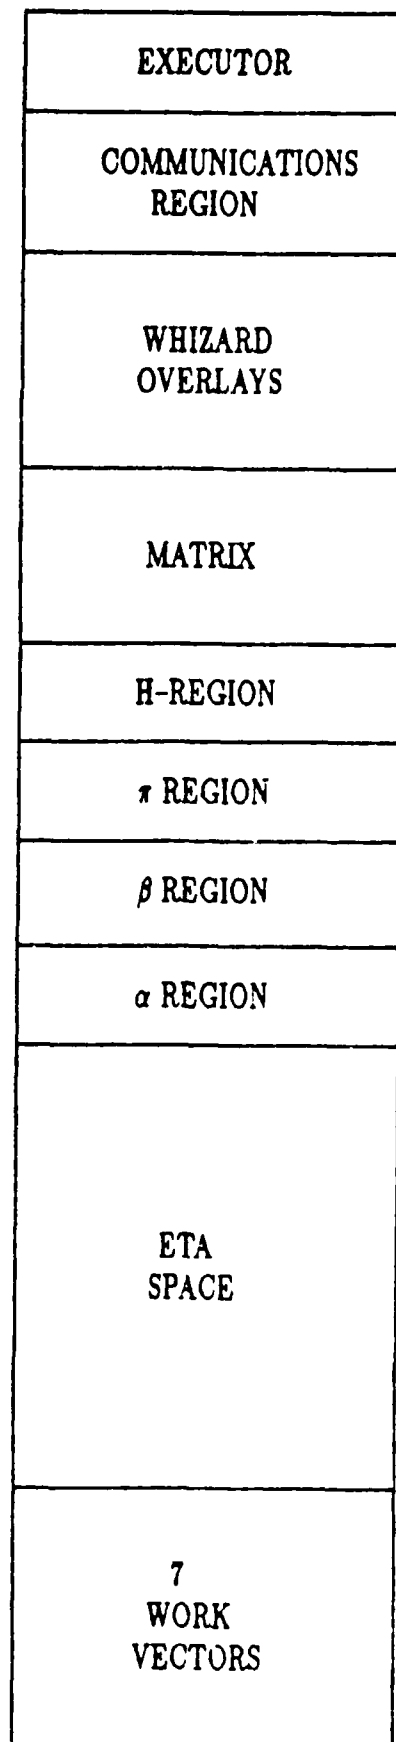 EXECUTOR
COMMUNICATIONS
REGION
WHIZARD
OVERLAYS
MATRIX
H-REGION
π REGION
β REGION
α REGION
ETA
SPACE
7
WORK
VECTORS